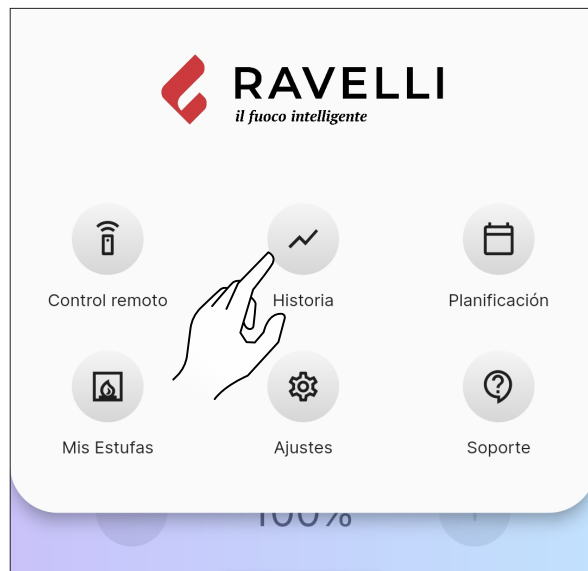 RAVELLI
il fuoco intelligente
Control remoto
Historia
Planificación
Mis Estufas
Ajustes
Soporte
100%